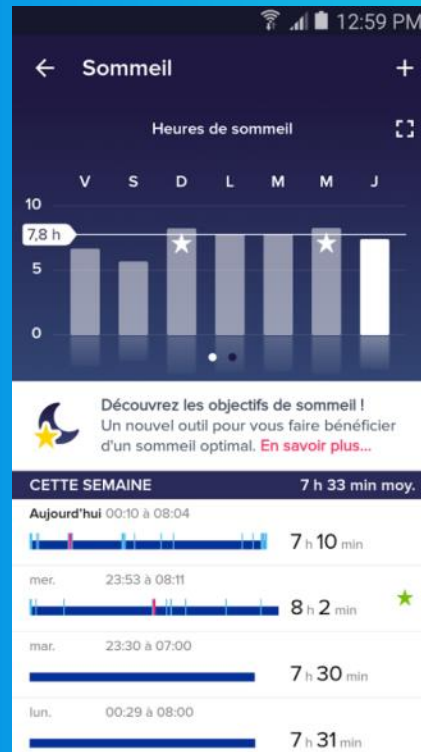 12:59 PM
Sommeil
Heures de sommeil
V S D L M M J
10
7,8 h
5
0
Découvrez les objectifs de sommeil !
Un nouvel outil pour vous faire bénéficier
d'un sommeil optimal. En savoir plus...
CETTE SEMAINE 7 h 33 min moy.
Aujourd'hui 00:10 à 08:04
7 h 10 min
mer. 23:53 à 08:11
8 h 2 min
mar. 23:30 à 07:00
7 h 30 min
lun. 00:29 à 08:00
7 h 31 min